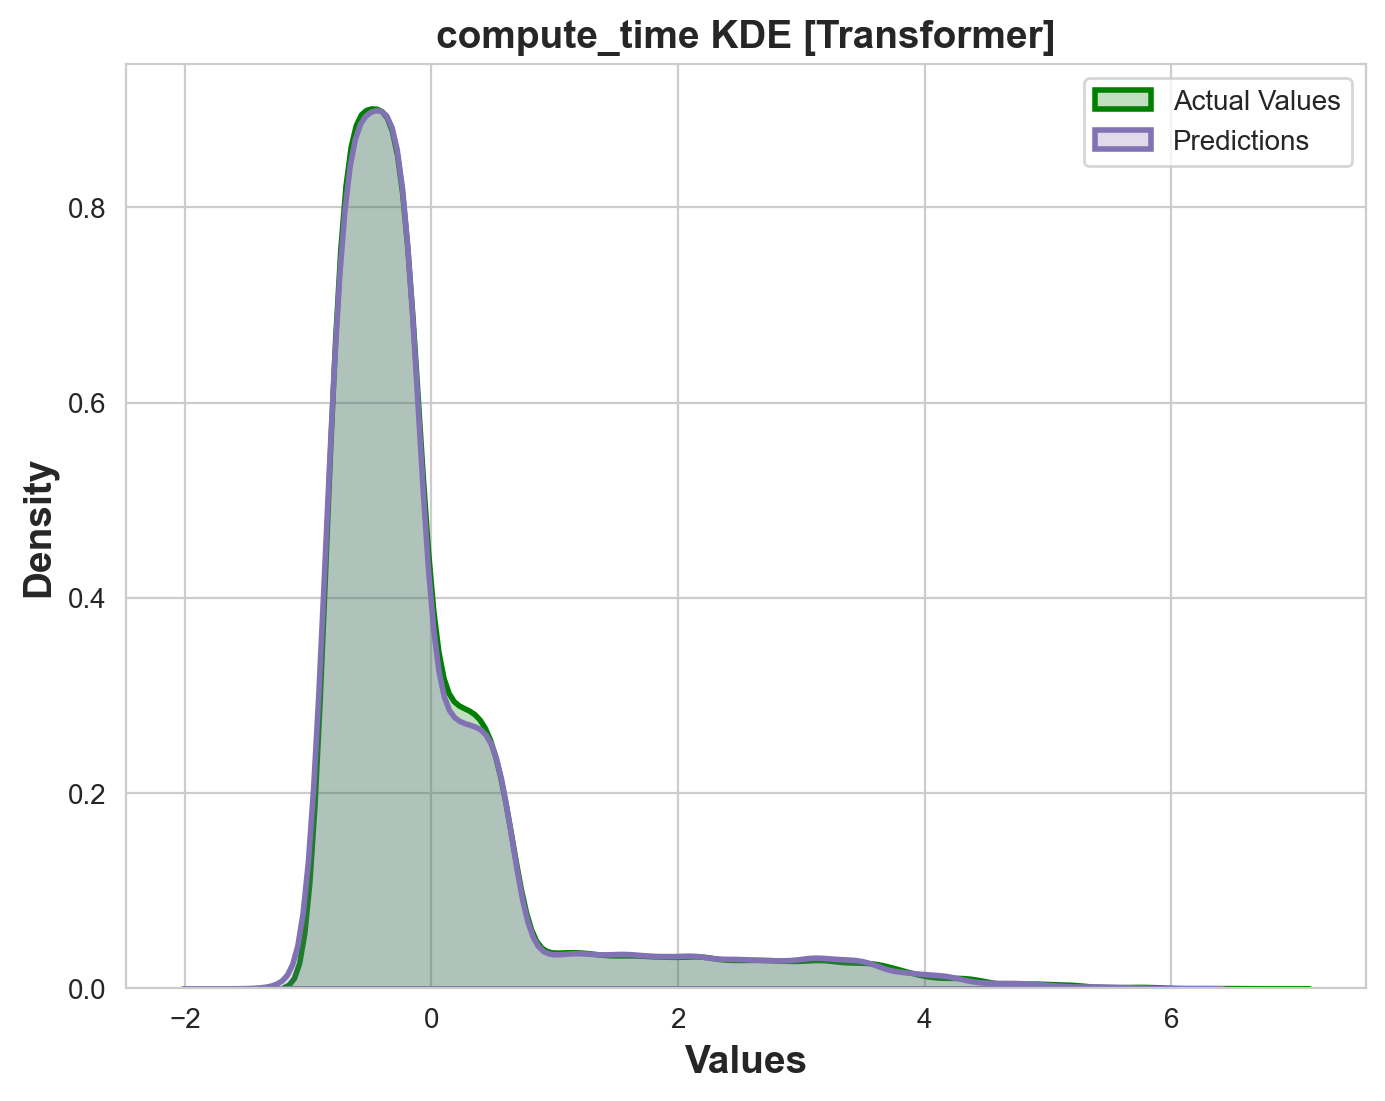 compute_time KDE [Transformer]
Actual Values
Predictions
Density
0.8
0.6
0.4
0.2
0.0
−2
0
2
4
6
Values